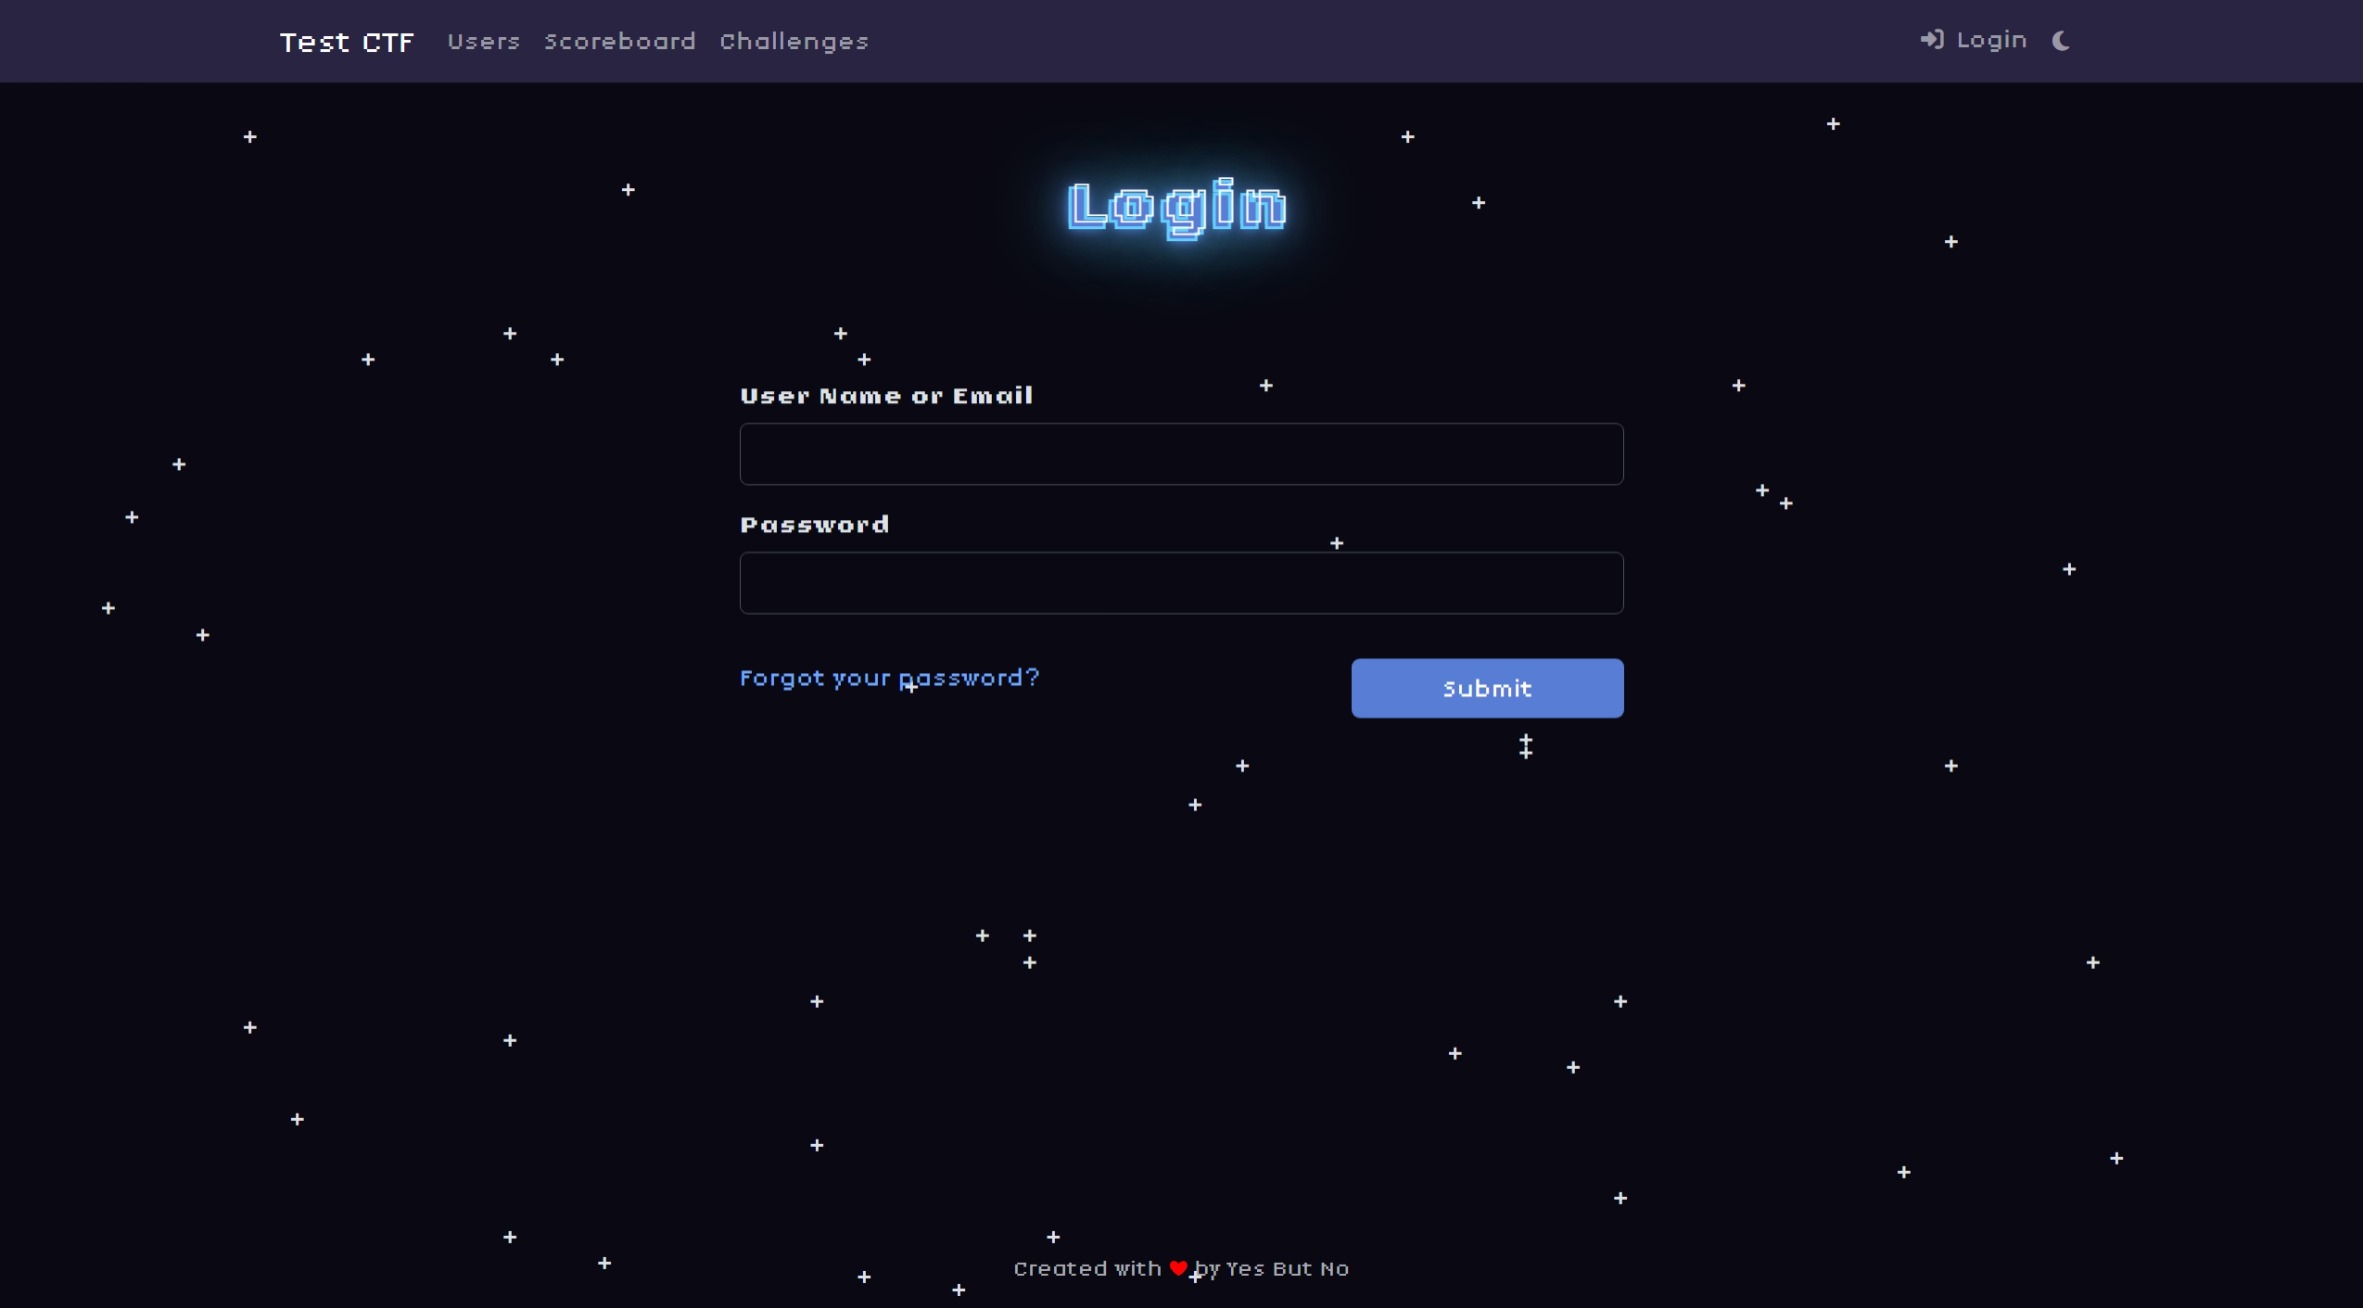 Test CTF Users Scoreboard Challenges Login
Login
User Name or Email
Password
Forgot your password? Submit
Created with ❤ by Yes But No